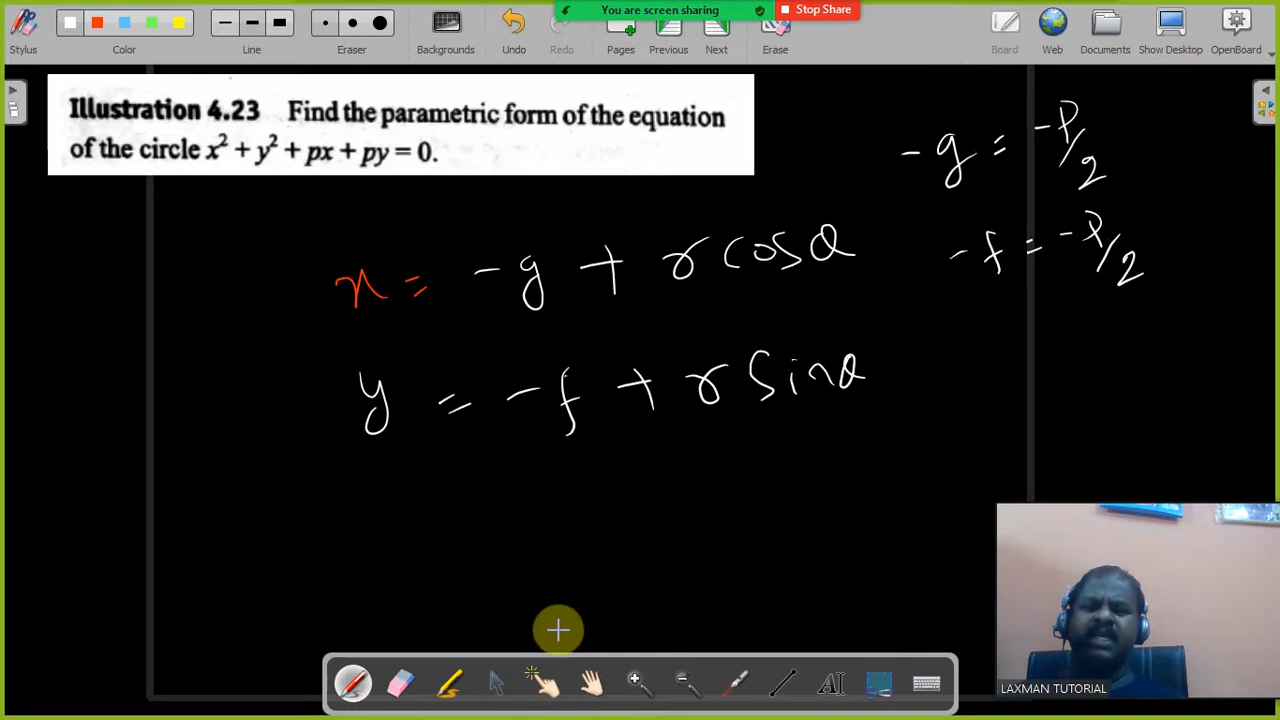 You are screen sharing
Stop Share
Stylus
Color
Line
Eraser
Backgrounds
Undo
Redo
Pages
Previous
Next
Erase
Board
Web
Documents
Show Desktop
OpenBoard
Illustration 4.23 Find the parametric form of the equation
of the circle x² + y² + px + py = 0.
-g = -P/2
-f = -P/2
x = -g + r cosθ
y = -f + r sinθ
AI
LAXMAN TUTORIAL